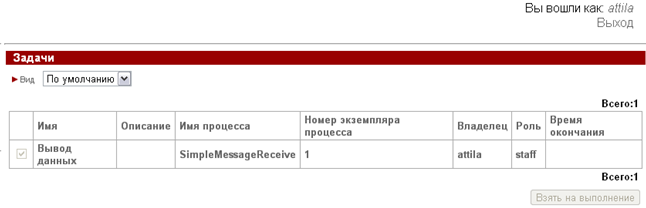 Вы вошли как: attila
Выход
Задачи
Вид По умолчанию
Всего:1
Имя Описание Имя процесса Номер экземпляра процесса Владелец Роль Время окончания
Вывод данных SimpleMessageReceive 1 attila staff
Всего:1
Взять на выполнение